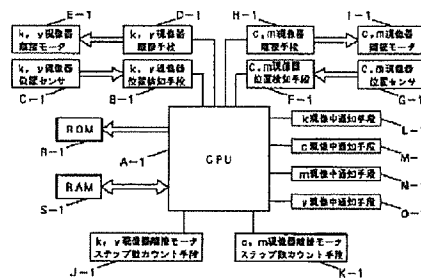 E-1 D-1 H-1 I-1
k, y現像器 離接モータ
k, y現像器 離接手段
c, m現像器 離接手段
c, m現像器 離接モータ
k, y現像器 位置センサ
k, y現像器 位置検知手段
c, m現像器 位置検知手段
c, m現像器 位置センサ
C-1 B-1 F-1 G-1
ROM
R-1
A-1
CPU
RAM
S-1
k現像中通知手段
L-1
c現像中通知手段
M-1
m現像中通知手段
N-1
y現像中通知手段
O-1
k, y現像器離接モータ
ステップ数カウント手段
J-1
c, m現像器離接モータ
ステップ数カウント手段
K-1